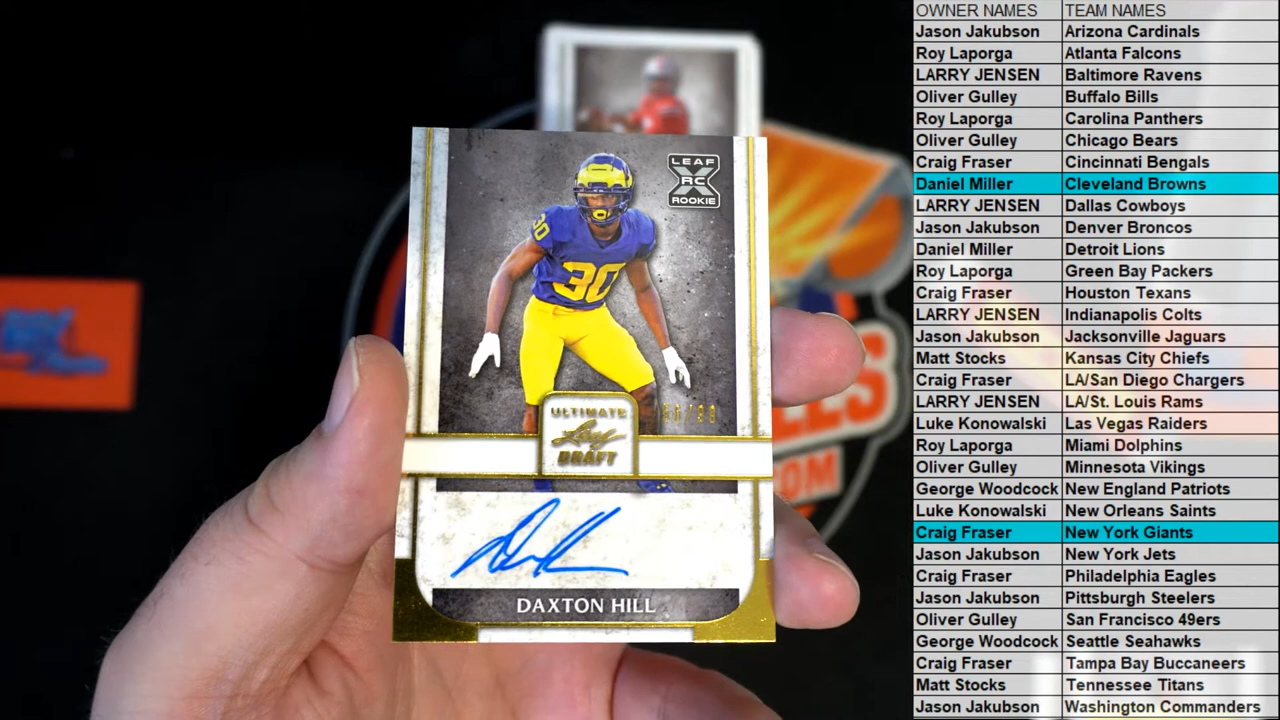 OWNER NAMES TEAM NAMES
Jason Jakubson Arizona Cardinals
Roy Laporga Atlanta Falcons
LARRY JENSEN Baltimore Ravens
Oliver Gulley Buffalo Bills
Roy Laporga Carolina Panthers
Oliver Gulley Chicago Bears
Craig Fraser Cincinnati Bengals
Daniel Miller Cleveland Browns
LARRY JENSEN Dallas Cowboys
Jason Jakubson Denver Broncos
Daniel Miller Detroit Lions
Roy Laporga Green Bay Packers
Craig Fraser Houston Texans
LARRY JENSEN Indianapolis Colts
Jason Jakubson Jacksonville Jaguars
Matt Stocks Kansas City Chiefs
Craig Fraser LA/San Diego Chargers
LARRY JENSEN LA/St. Louis Rams
Luke Konowalski Las Vegas Raiders
Roy Laporga Miami Dolphins
Oliver Gulley Minnesota Vikings
George Woodcock New England Patriots
Luke Konowalski New Orleans Saints
Craig Fraser New York Giants
Jason Jakubson New York Jets
Craig Fraser Philadelphia Eagles
Jason Jakubson Pittsburgh Steelers
Oliver Gulley San Francisco 49ers
George Woodcock Seattle Seahawks
Craig Fraser Tampa Bay Buccaneers
Matt Stocks Tennessee Titans
Jason Jakubson Washington Commanders
LEAF
RC
ROOKIE
30
30
ULTIMATE
Leaf
DRAFT
DAXTON HILL
COM